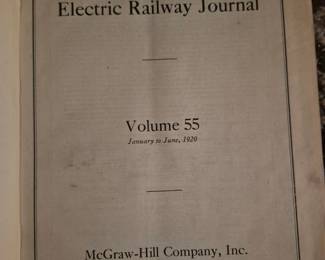 Electric Railway Journal
Volume 55
January to June, 1920
McGraw-Hill Company, Inc.